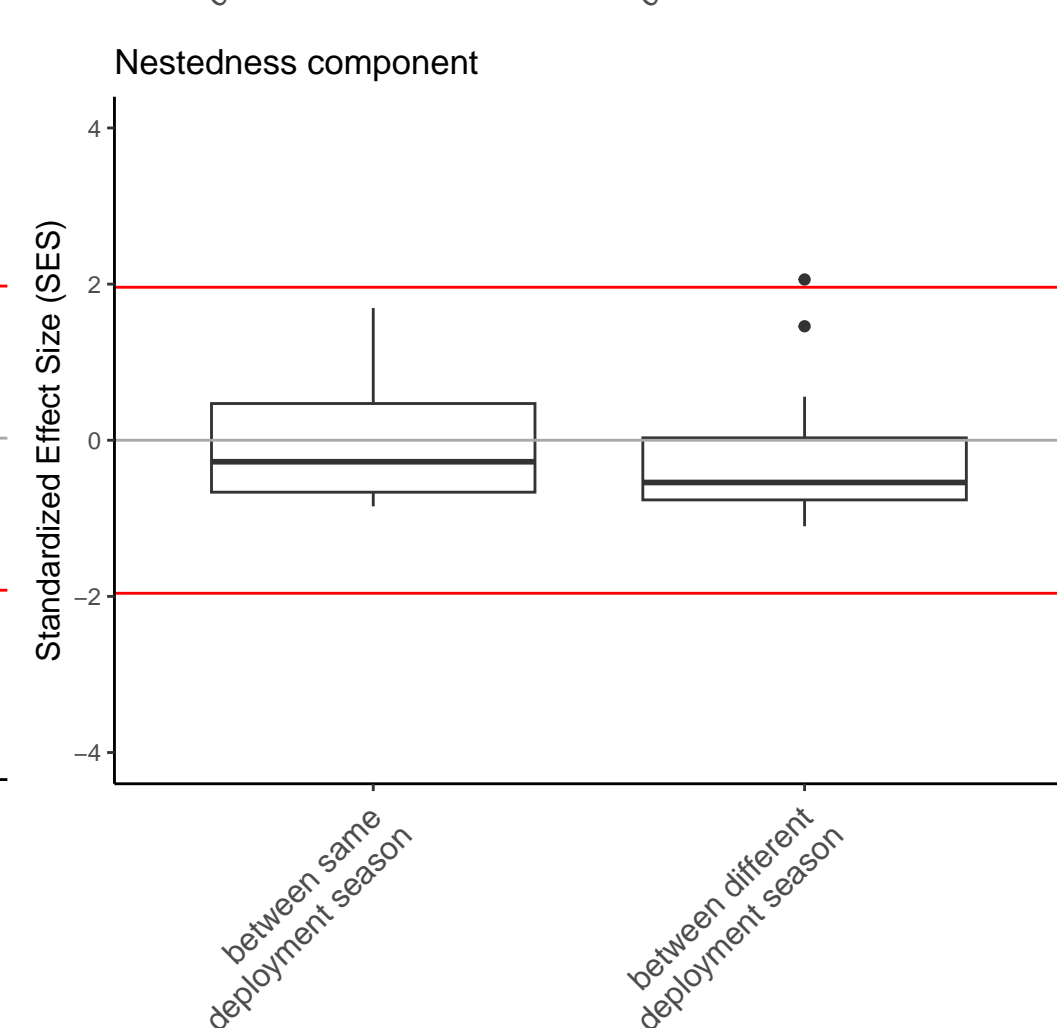 Nestedness component
Standardized Effect Size (SES)
4
2
0
−2
−4
between same
deployment season
between different
deployment season